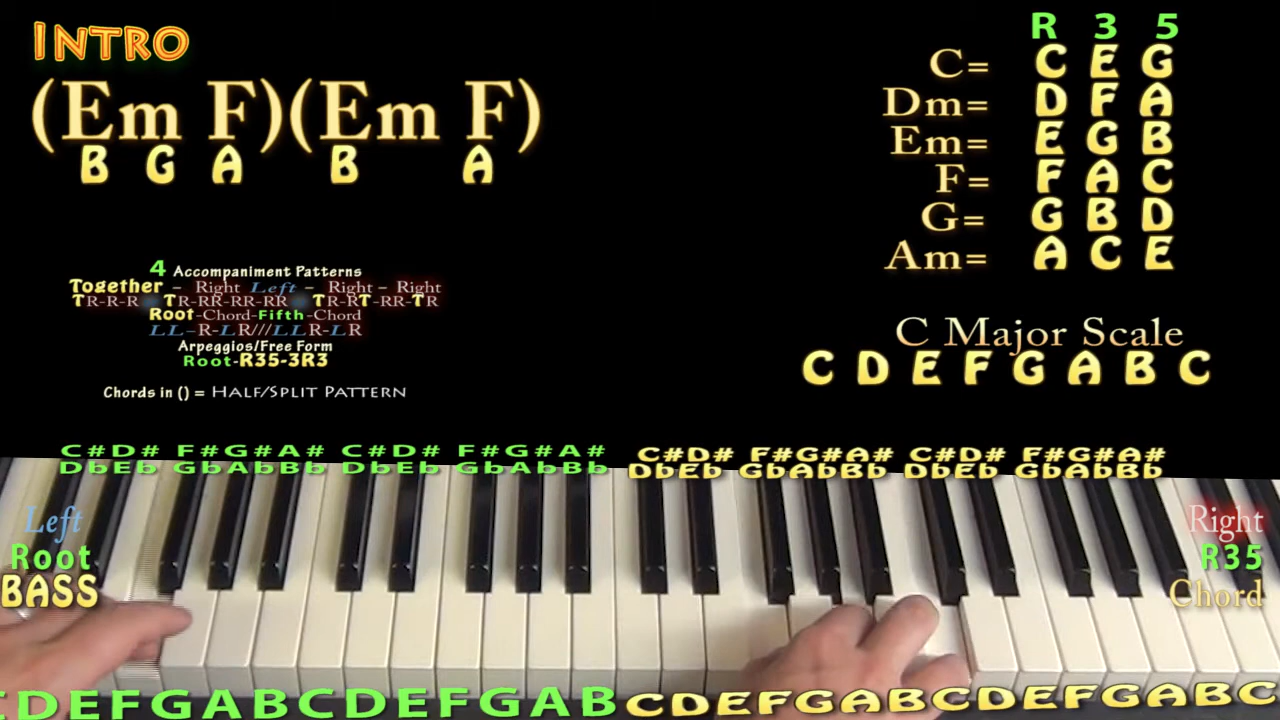 INTRO
(Em F)(Em F)
B G A B A
4 Accompaniment Patterns
Together - Right Left - Right - Right
TR-R-R TR-RR-RR-RR TR-RT-RR-TR
Root-Chord-Fifth-Chord
LL-R-LR///LLR-LR
Arpeggios/Free Form
Root-R35-3R3
Chords in () = HALF/SPLIT PATTERN
R 3 5
C= C E G
Dm= D F A
Em= E G B
F= F A C
G= G B D
Am= A C E
C Major Scale
C D E F G A B C
C#D# F#G#A# C#D# F#G#A# C#D# F#G#A# C#D# F#G#A#
DbEb GbAbBb DbEb GbAbBb DbEb GbAbBb DbEb GbAbBb
Left
Root
BASS
Right
R35
Chord
CDEFGABCDEFGABCDEFGABCDEFGABC